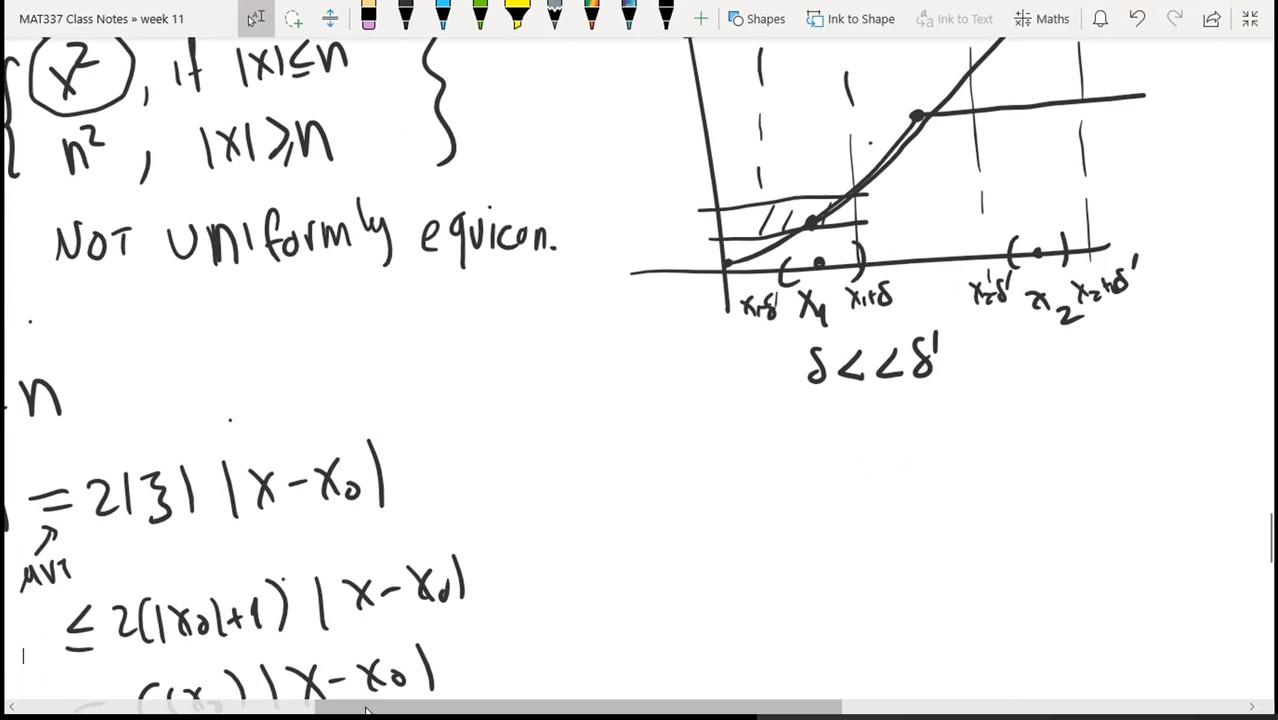 MAT337 Class Notes » week 11
Shapes
Ink to Shape
Ink to Text
Maths
x², if |x|≤n
n², |x|≥n
NOT uniformly equicon.
x₁-δ' x₁ x₁+δ x₂-δ' x₂ x₂+δ'
δ<<δ'
n
= 2|ξ| |x-x₀|
MVT
≤ 2(|x₀|+1) |x-x₀|
|x-x₀|